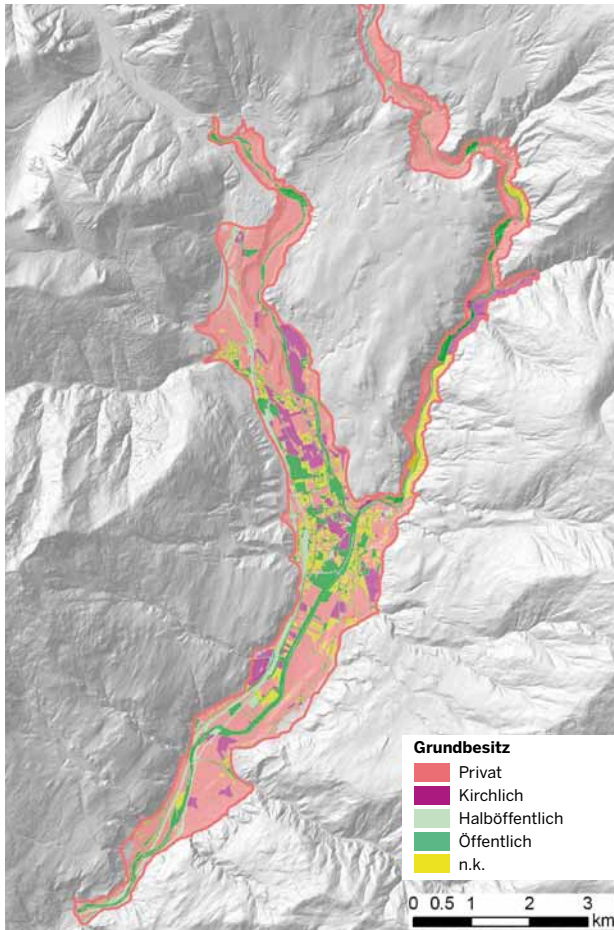 Grundbesitz
Privat
Kirchlich
Halböffentlich
Öffentlich
n.k.
0 0.5 1 2 3
km